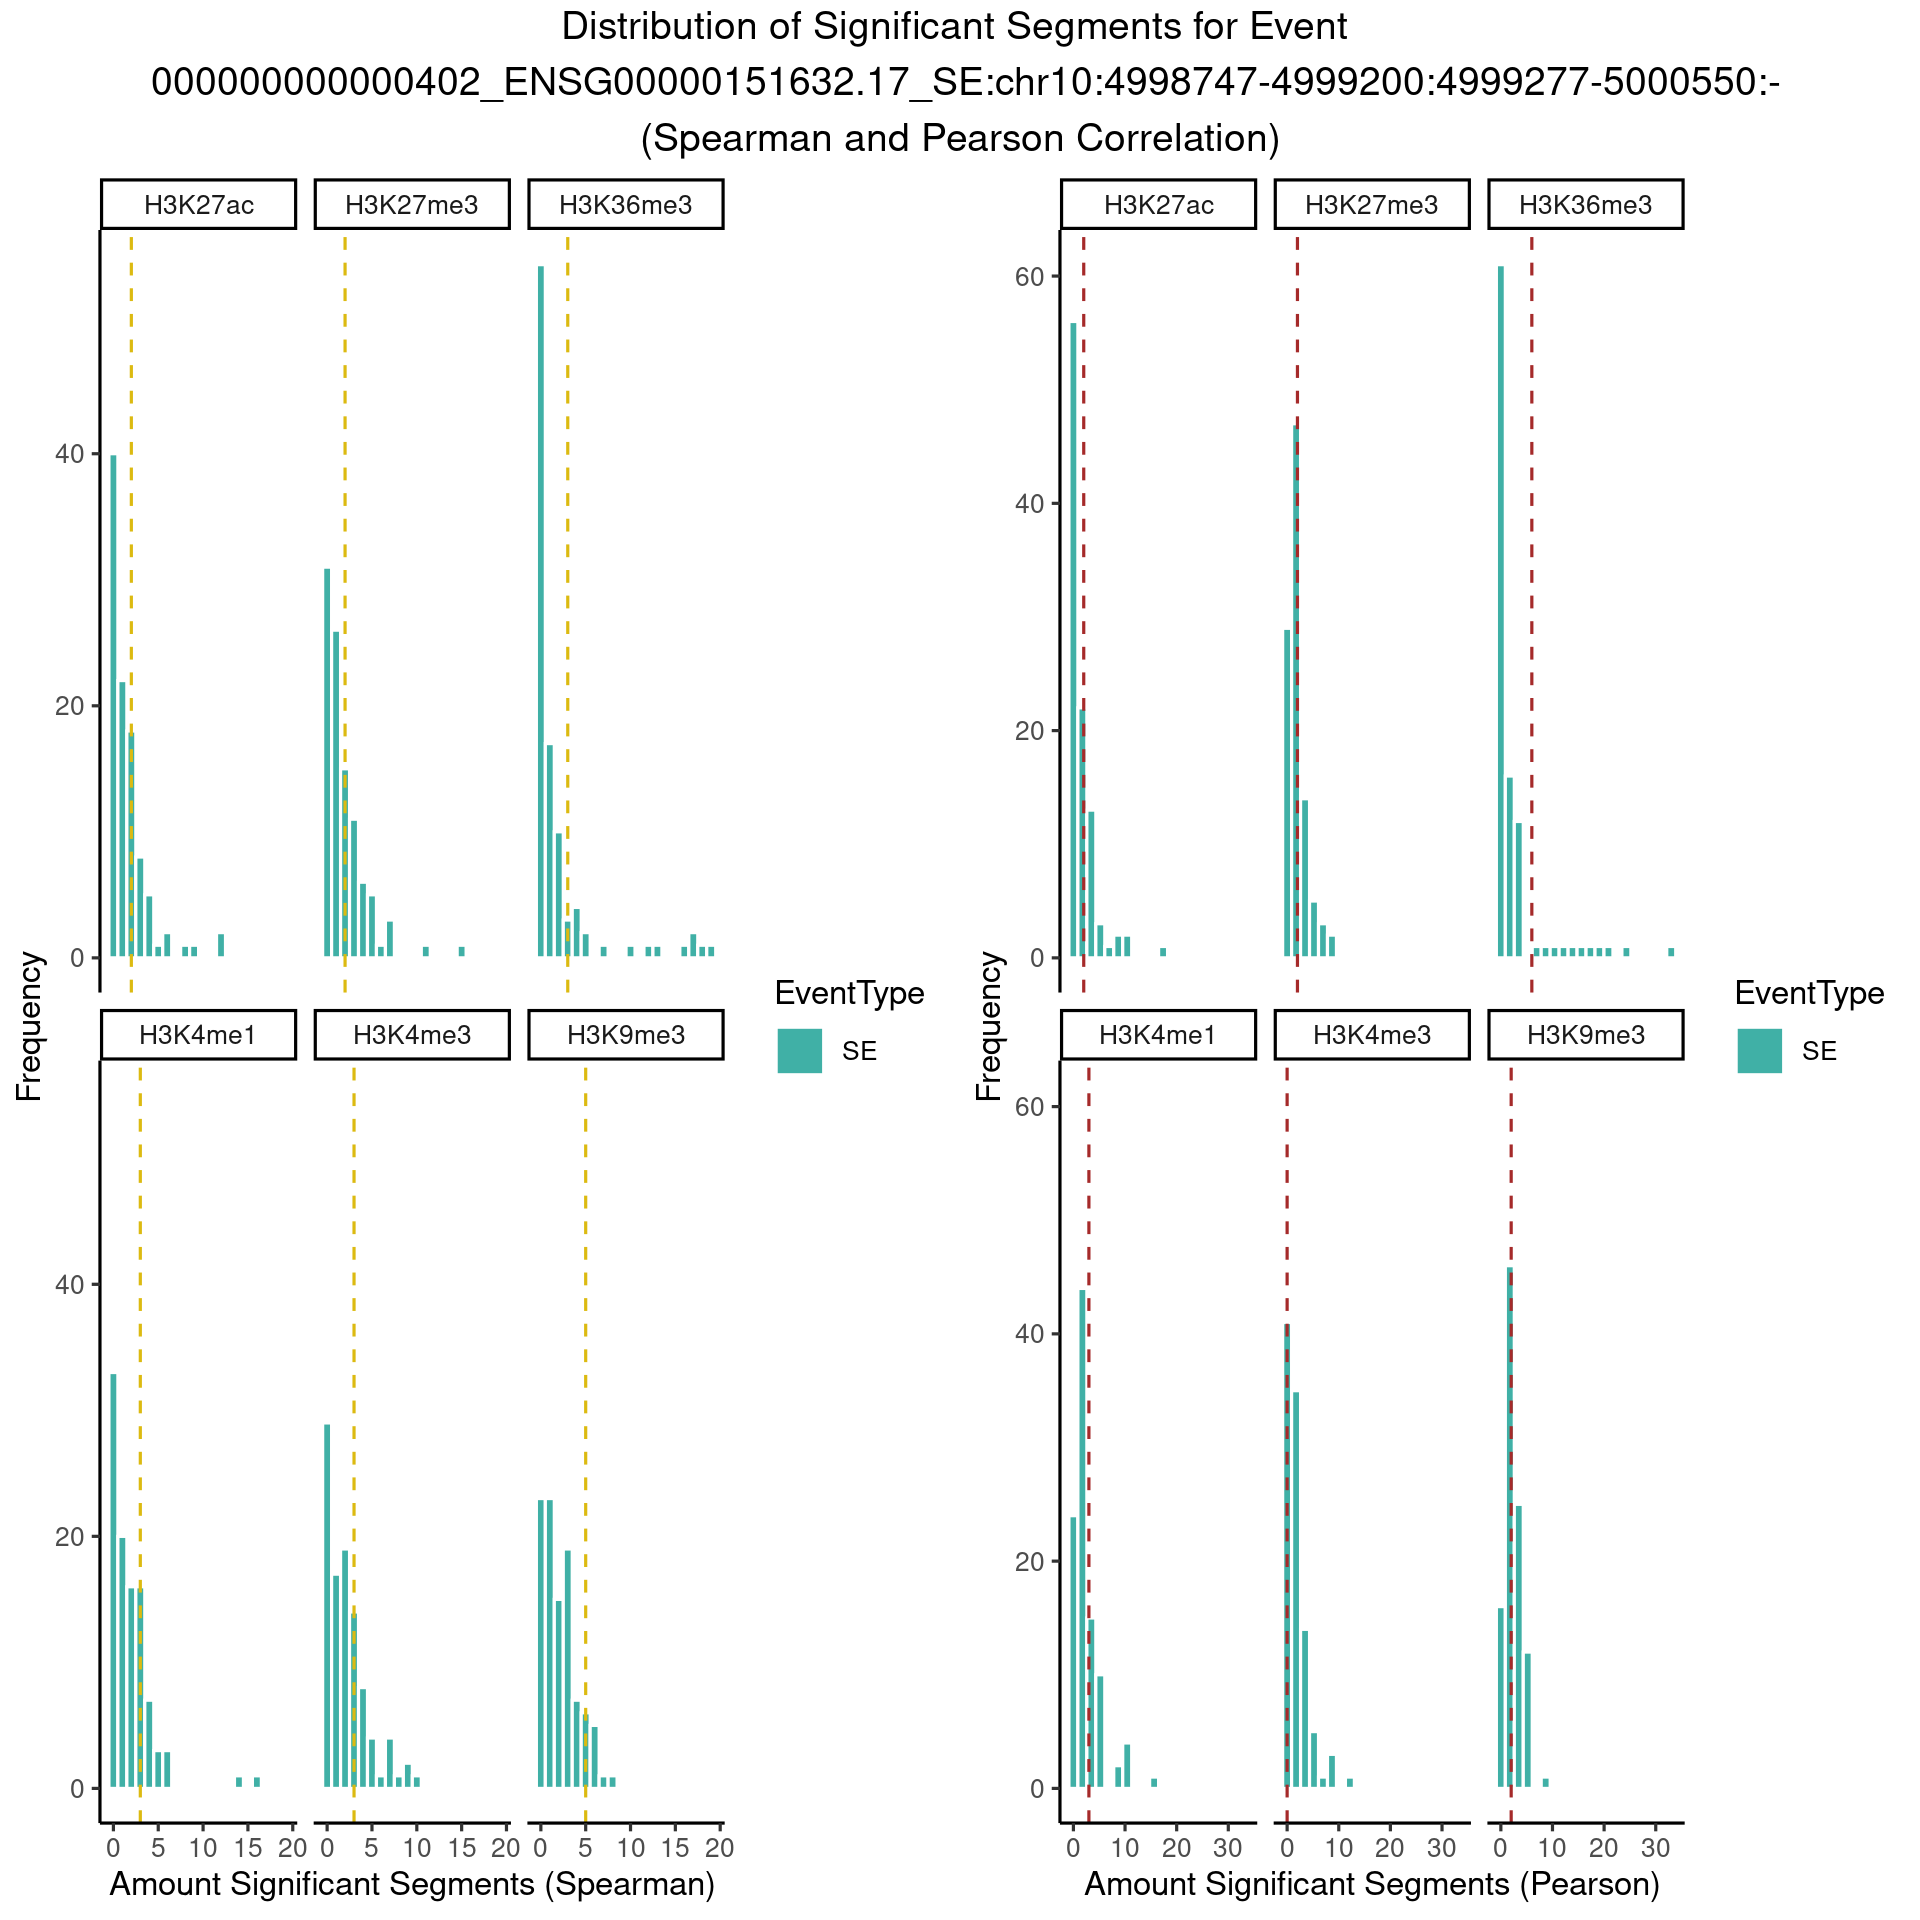 Distribution of Significant Segments for Event
000000000000402_ENSG00000151632.17_SE:chr10:4998747-4999200:4999277-5000550:-
(Spearman and Pearson Correlation)
H3K27ac H3K27me3 H3K36me3
40
20
0
H3K4me1 H3K4me3 H3K9me3
40
20
0
0 5 10 15 20 0 5 10 15 20 0 5 10 15 20
Frequency
Amount Significant Segments (Spearman)
EventType
SE
H3K27ac H3K27me3 H3K36me3
60
40
20
0
H3K4me1 H3K4me3 H3K9me3
60
40
20
0
0 10 20 30 0 10 20 30 0 10 20 30
Frequency
Amount Significant Segments (Pearson)
EventType
SE